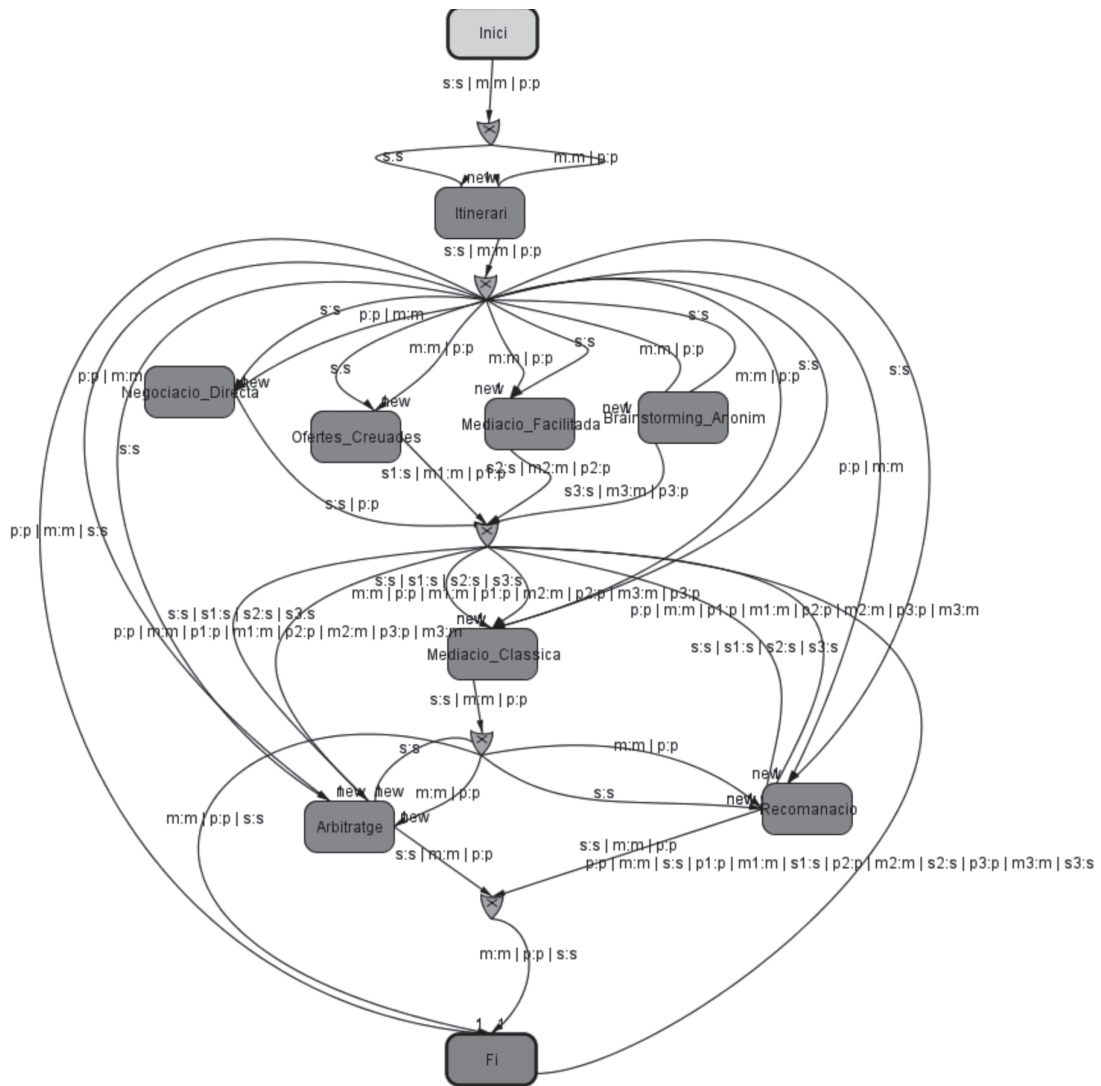 Inici
s:s | m:m | p:p
s:s
m:m | p:p
new
Itinerari
s:s | m:m | p:p
s:s
p:p | m:m
s:s
m:m | p:p
m:m | p:p
s:s
m:m | p:p
s:s
m:m | p:p
s:s
s:s
p:p | m:m
Negociacio_Directa
new
new
Ofertes_Creuades
new
Mediacio_Facilitada
new
Brainstorming_Anonim
s:s
p:p | m:m
s1:s | m1:m | p1:p
s2:s | m2:m | p2:p
s3:s | m3:m | p3:p
s:s | p:p
p:p | m:m | s:s
s:s | s1:s | s2:s | s3:s
m:m | p:p | m1:m | p1:p | m2:m | p2:p | m3:m | p3:p
s:s | s1:s | s2:s | s3:s
p:p | m:m | p1:p | m1:m | p2:p | m2:m | p3:p | m3:m
new
p:p | m:m | p1:p | m1:m | p2:p | m2:m | p3:p | m3:m
s:s | s1:s | s2:s | s3:s
Mediacio_Classica
s:s | m:m | p:p
s:s
m:m | p:p
m:m | p:p
s:s
m:m | p:p | s:s
new
new
new
new
new
Arbitratge
Recomanacio
s:s | m:m | p:p
s:s | m:m | p:p
p:p | m:m | s:s | p1:p | m1:m | s1:s | p2:p | m2:m | s2:s | p3:p | m3:m | s3:s
m:m | p:p | s:s
1 1
Fi